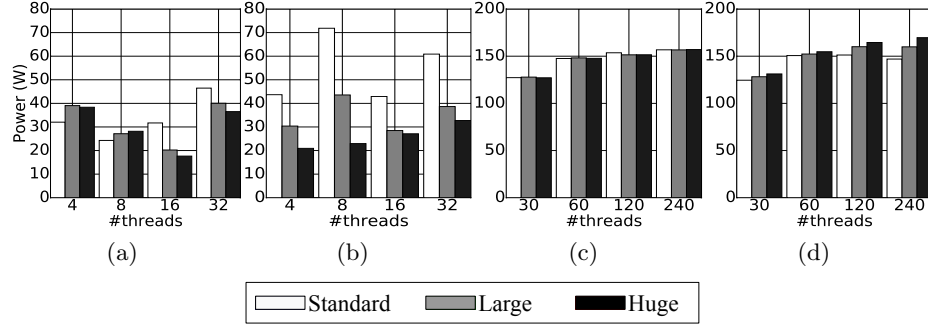 80 80 200 200
70 70
60 60 150 150
50 50
Power (W)
40 40 100 100
30 30
20 20 50 50
10 10
0 0 0 0
4 8 16 32 4 8 16 32 30 60 120 240 30 60 120 240
#threads #threads #threads #threads
(a) (b) (c) (d)
Standard Large Huge